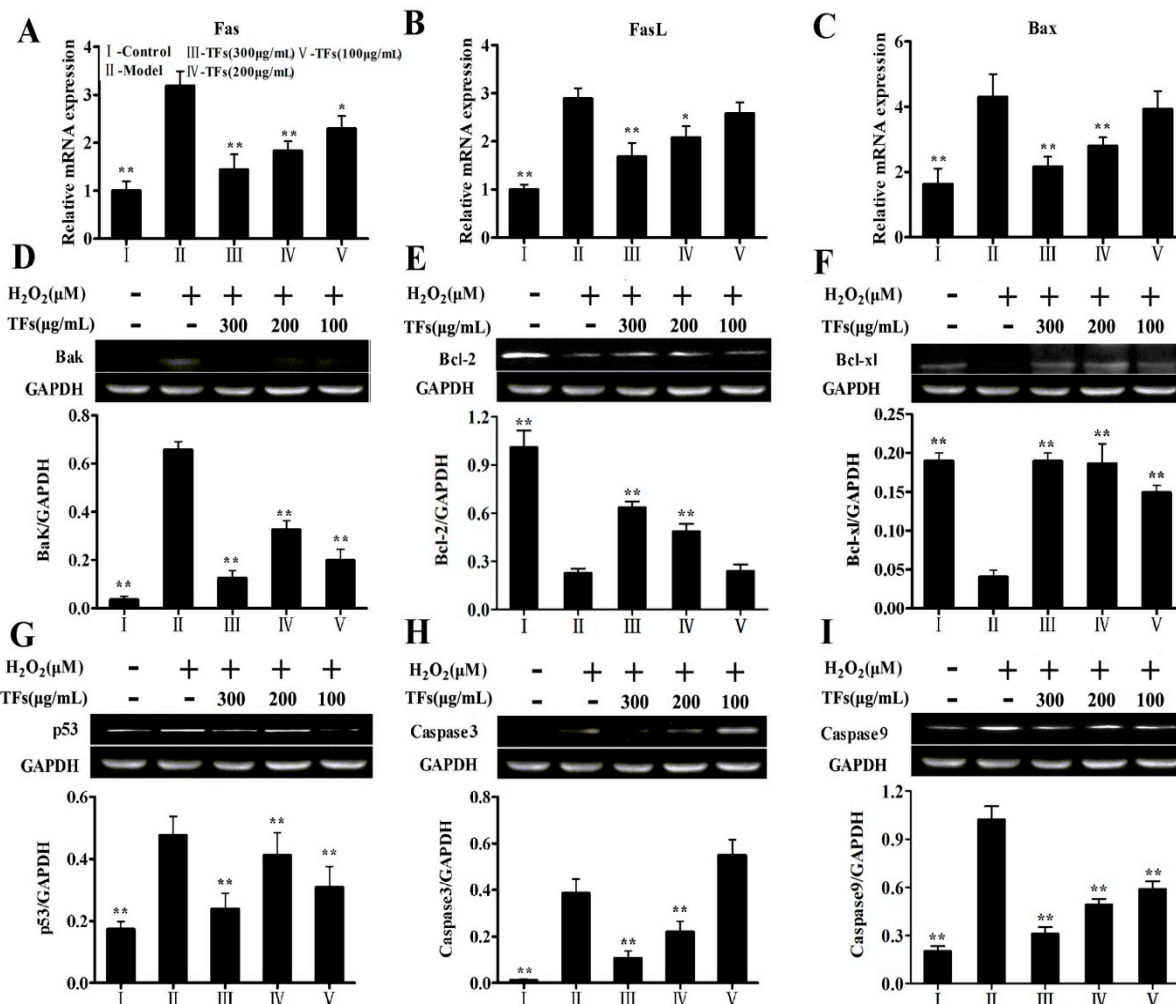 A
Fas
Relative mRNA expression
4
3
2
1
0
Ⅰ-Control Ⅲ-TFs(300μg/mL) Ⅴ-TFs(100μg/mL)
Ⅱ-Model Ⅳ-TFs(200μg/mL)
** ** ** *
Ⅰ Ⅱ Ⅲ Ⅳ Ⅴ
B
FasL
Relative mRNA expression
4
3
2
1
0
** ** *
Ⅰ Ⅱ Ⅲ Ⅳ Ⅴ
C
Bax
Relative mRNA expression
6
4
2
0
** ** **
Ⅰ Ⅱ Ⅲ Ⅳ Ⅴ
D
H2O2(μM) - + + + +
TFs(μg/mL) - - 300 200 100
Bak
GAPDH
BaK/GAPDH
0.8
0.6
0.4
0.2
0.0
** ** ** **
Ⅰ Ⅱ Ⅲ Ⅳ Ⅴ
E
H2O2(μM) - + + + +
TFs(μg/mL) - - 300 200 100
Bcl-2
GAPDH
Bcl-2/GAPDH
1.2
0.9
0.6
0.3
0.0
** ** **
Ⅰ Ⅱ Ⅲ Ⅳ Ⅴ
F
H2O2(μM) - + + + +
TFs(μg/mL) - - 300 200 100
Bcl-xl
GAPDH
Bcl-xl/GAPDH
0.25
0.20
0.15
0.10
0.05
0.00
** ** ** **
Ⅰ Ⅱ Ⅲ Ⅳ Ⅴ
G
H2O2(μM) - + + + +
TFs(μg/mL) - - 300 200 100
p53
GAPDH
p53/GAPDH
0.6
0.4
0.2
0.0
** ** ** **
Ⅰ Ⅱ Ⅲ Ⅳ Ⅴ
H
H2O2(μM) - + + + +
TFs(μg/mL) - - 300 200 100
Caspase3
GAPDH
Caspase3/GAPDH
0.8
0.6
0.4
0.2
0.0
** ** **
Ⅰ Ⅱ Ⅲ Ⅳ Ⅴ
I
H2O2(μM) - + + + +
TFs(μg/mL) - - 300 200 100
Caspase9
GAPDH
Caspase9/GAPDH
1.2
0.9
0.6
0.3
0.0
** ** ** **
Ⅰ Ⅱ Ⅲ Ⅳ Ⅴ